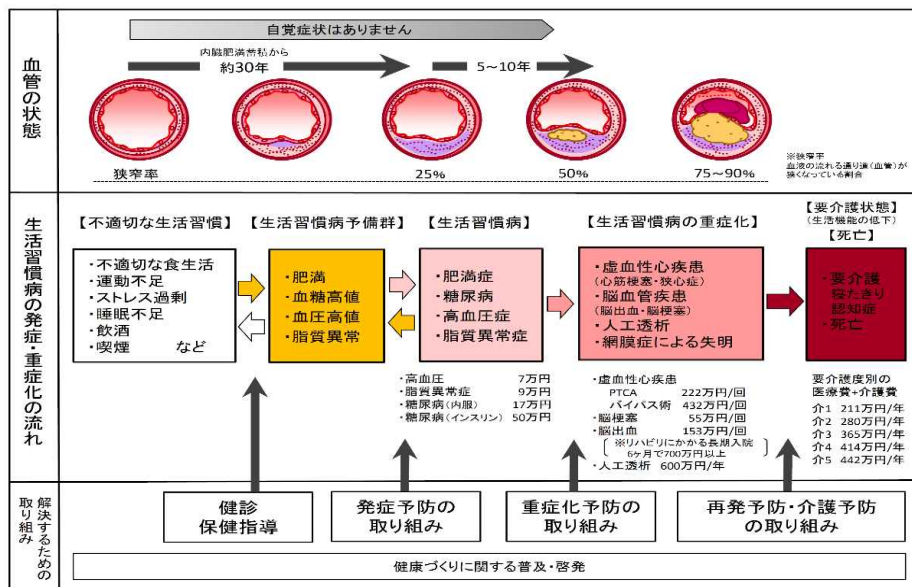 血管の状態
自覚症状はありません
内臓肥満蓄積から
約30年
5～10年
狭窄率
25%
50%
75～90%
※狭窄率
血液の流れる通り道(血管)が
狭くなっている割合
生活習慣病の発症・重症化の流れ
【不適切な生活習慣】
・不適切な食生活
・運動不足
・ストレス過剰
・睡眠不足
・飲酒
・喫煙　など
【生活習慣病予備群】
・肥満
・血糖高値
・血圧高値
・脂質異常
【生活習慣病】
・肥満症
・糖尿病
・高血圧症
・脂質異常症
・高血圧 7万円
・脂質異常症 9万円
・糖尿病(内服) 17万円
・糖尿病(インスリン) 50万円
【生活習慣病の重症化】
・虚血性心疾患
(心筋梗塞・狭心症)
・脳血管疾患
(脳出血・脳梗塞)
・人工透析
・網膜症による失明
・虚血性心疾患
PTCA 222万円/回
バイパス術 432万円/回
・脳梗塞 55万円/回
・脳出血 153万円/回
※リハビリにかかる長期入院
6ヶ月で700万円以上
・人工透析 600万円/年
【要介護状態】
(生活機能の低下)
【死亡】
・要介護
寝たきり
認知症
・死亡
要介護度別の
医療費+介護費
介1 211万円/年
介2 280万円/年
介3 365万円/年
介4 414万円/年
介5 442万円/年
解決するための
取り組み
健診
保健指導
発症予防の
取り組み
重症化予防の
取り組み
再発予防・介護予防
の取り組み
健康づくりに関する普及・啓発